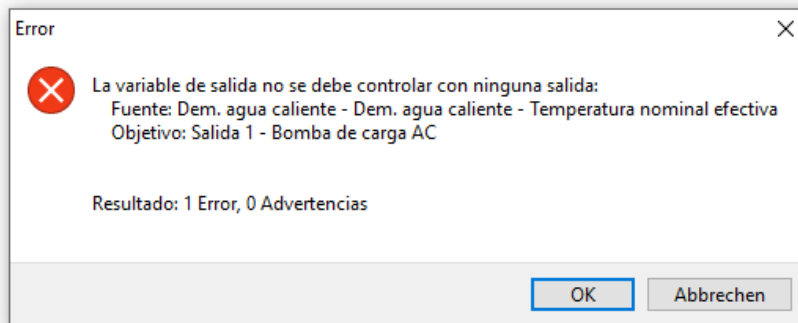 Error
La variable de salida no se debe controlar con ninguna salida:
Fuente: Dem. agua caliente - Dem. agua caliente - Temperatura nominal efectiva
Objetivo: Salida 1 - Bomba de carga AC
Resultado: 1 Error, 0 Advertencias
OK
Abbrechen